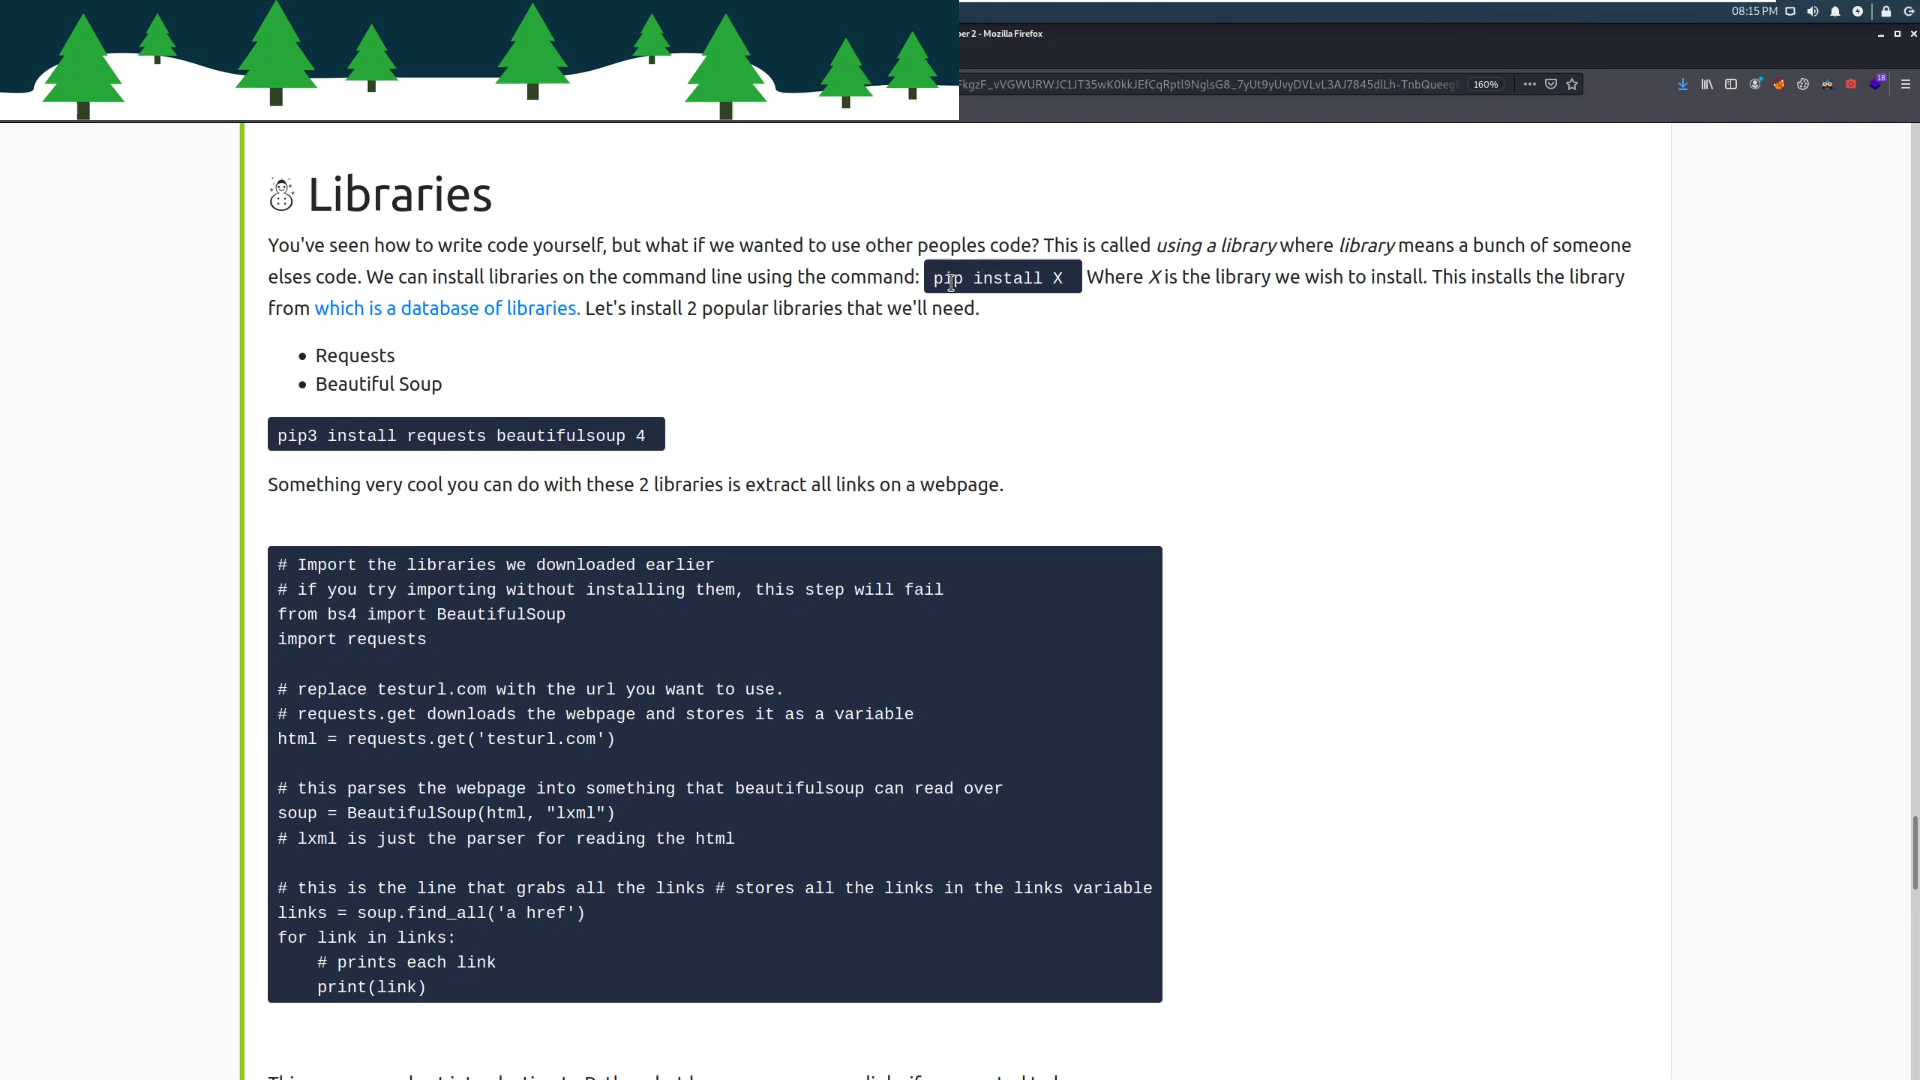 08:15 PM
per 2 - Mozilla Firefox
160%
18
Libraries
You've seen how to write code yourself, but what if we wanted to use other peoples code? This is called using a library where library means a bunch of someone
elses code. We can install libraries on the command line using the command: pip install X Where X is the library we wish to install. This installs the library
from which is a database of libraries. Let's install 2 popular libraries that we'll need.
• Requests
• Beautiful Soup
pip3 install requests beautifulsoup 4
Something very cool you can do with these 2 libraries is extract all links on a webpage.
# Import the libraries we downloaded earlier
# if you try importing without installing them, this step will fail
from bs4 import BeautifulSoup
import requests
# replace testurl.com with the url you want to use.
# requests.get downloads the webpage and stores it as a variable
html = requests.get('testurl.com')
# this parses the webpage into something that beautifulsoup can read over
soup = BeautifulSoup(html, "lxml")
# lxml is just the parser for reading the html
# this is the line that grabs all the links # stores all the links in the links variable
links = soup.find_all('a href')
for link in links:
    # prints each link
    print(link)